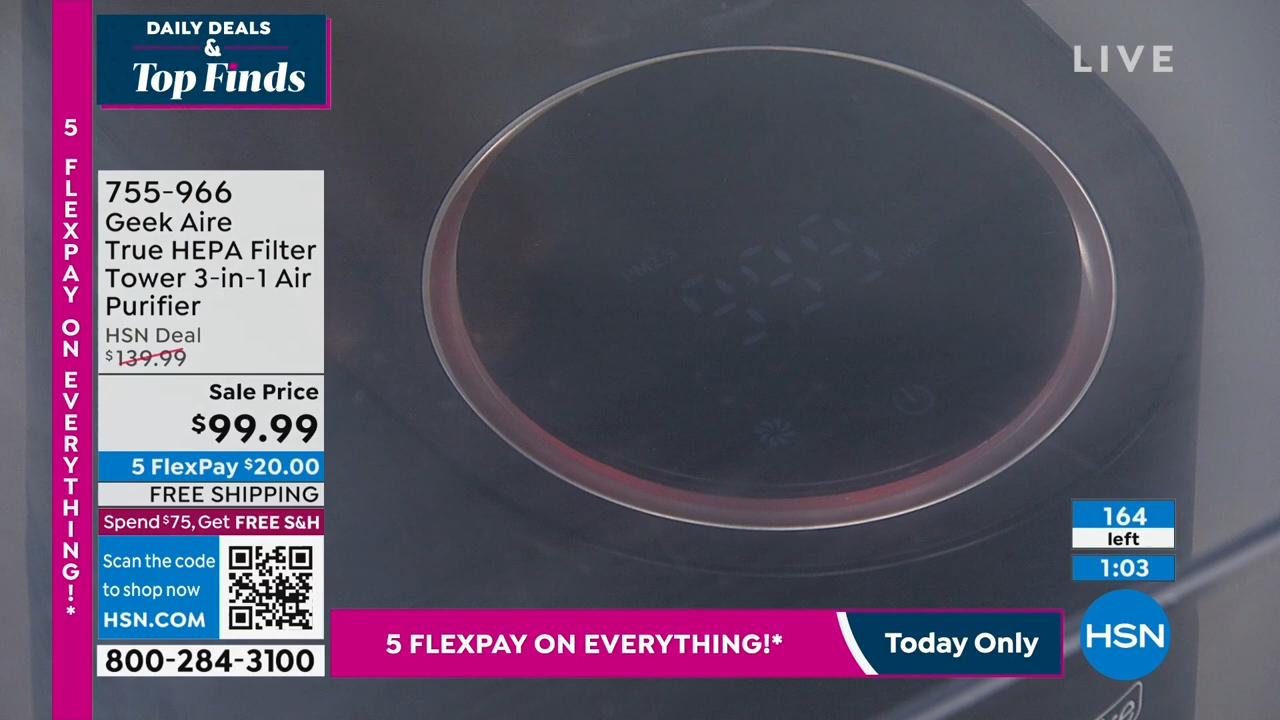 5 FLEXPAY ON EVERYTHING!*
DAILY DEALS
&
Top Finds
LIVE
755-966
Geek Aire
True HEPA Filter
Tower 3-in-1 Air
Purifier
HSN Deal
$139.99
Sale Price
$99.99
5 FlexPay $20.00
FREE SHIPPING
Spend $75, Get FREE S&H
Scan the code
to shop now
HSN.COM
800-284-3100
PM2.5
999
164
left
1:03
5 FLEXPAY ON EVERYTHING!*
Today Only
HSN